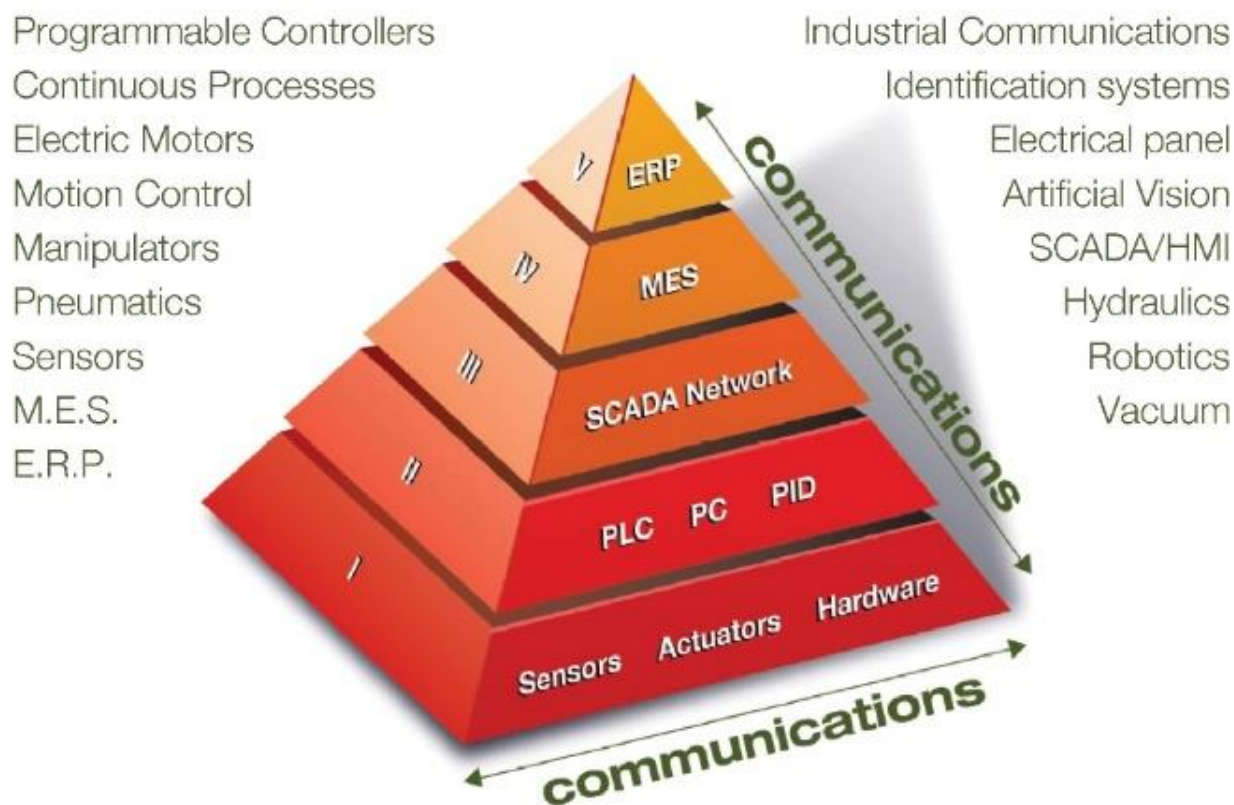 Programmable Controllers
Continuous Processes
Electric Motors
Motion Control
Manipulators
Pneumatics
Sensors
M.E.S.
E.R.P.
Industrial Communications
Identification systems
Electrical panel
Artificial Vision
SCADA/HMI
Hydraulics
Robotics
Vacuum
V
ERP
IV
MES
III
SCADA Network
II
PLC PC PID
I
Sensors Actuators Hardware
communications
communications